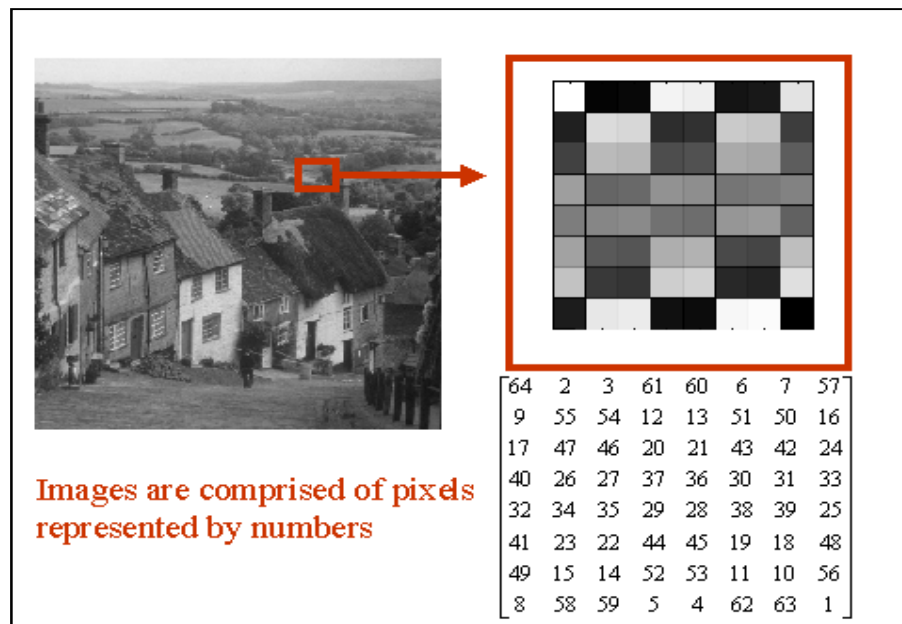 64 2 3 61 60 6 7 57
9 55 54 12 13 51 50 16
17 47 46 20 21 43 42 24
40 26 27 37 36 30 31 33
32 34 35 29 28 38 39 25
41 23 22 44 45 19 18 48
49 15 14 52 53 11 10 56
8 58 59 5 4 62 63 1
Images are comprised of pixels
represented by numbers